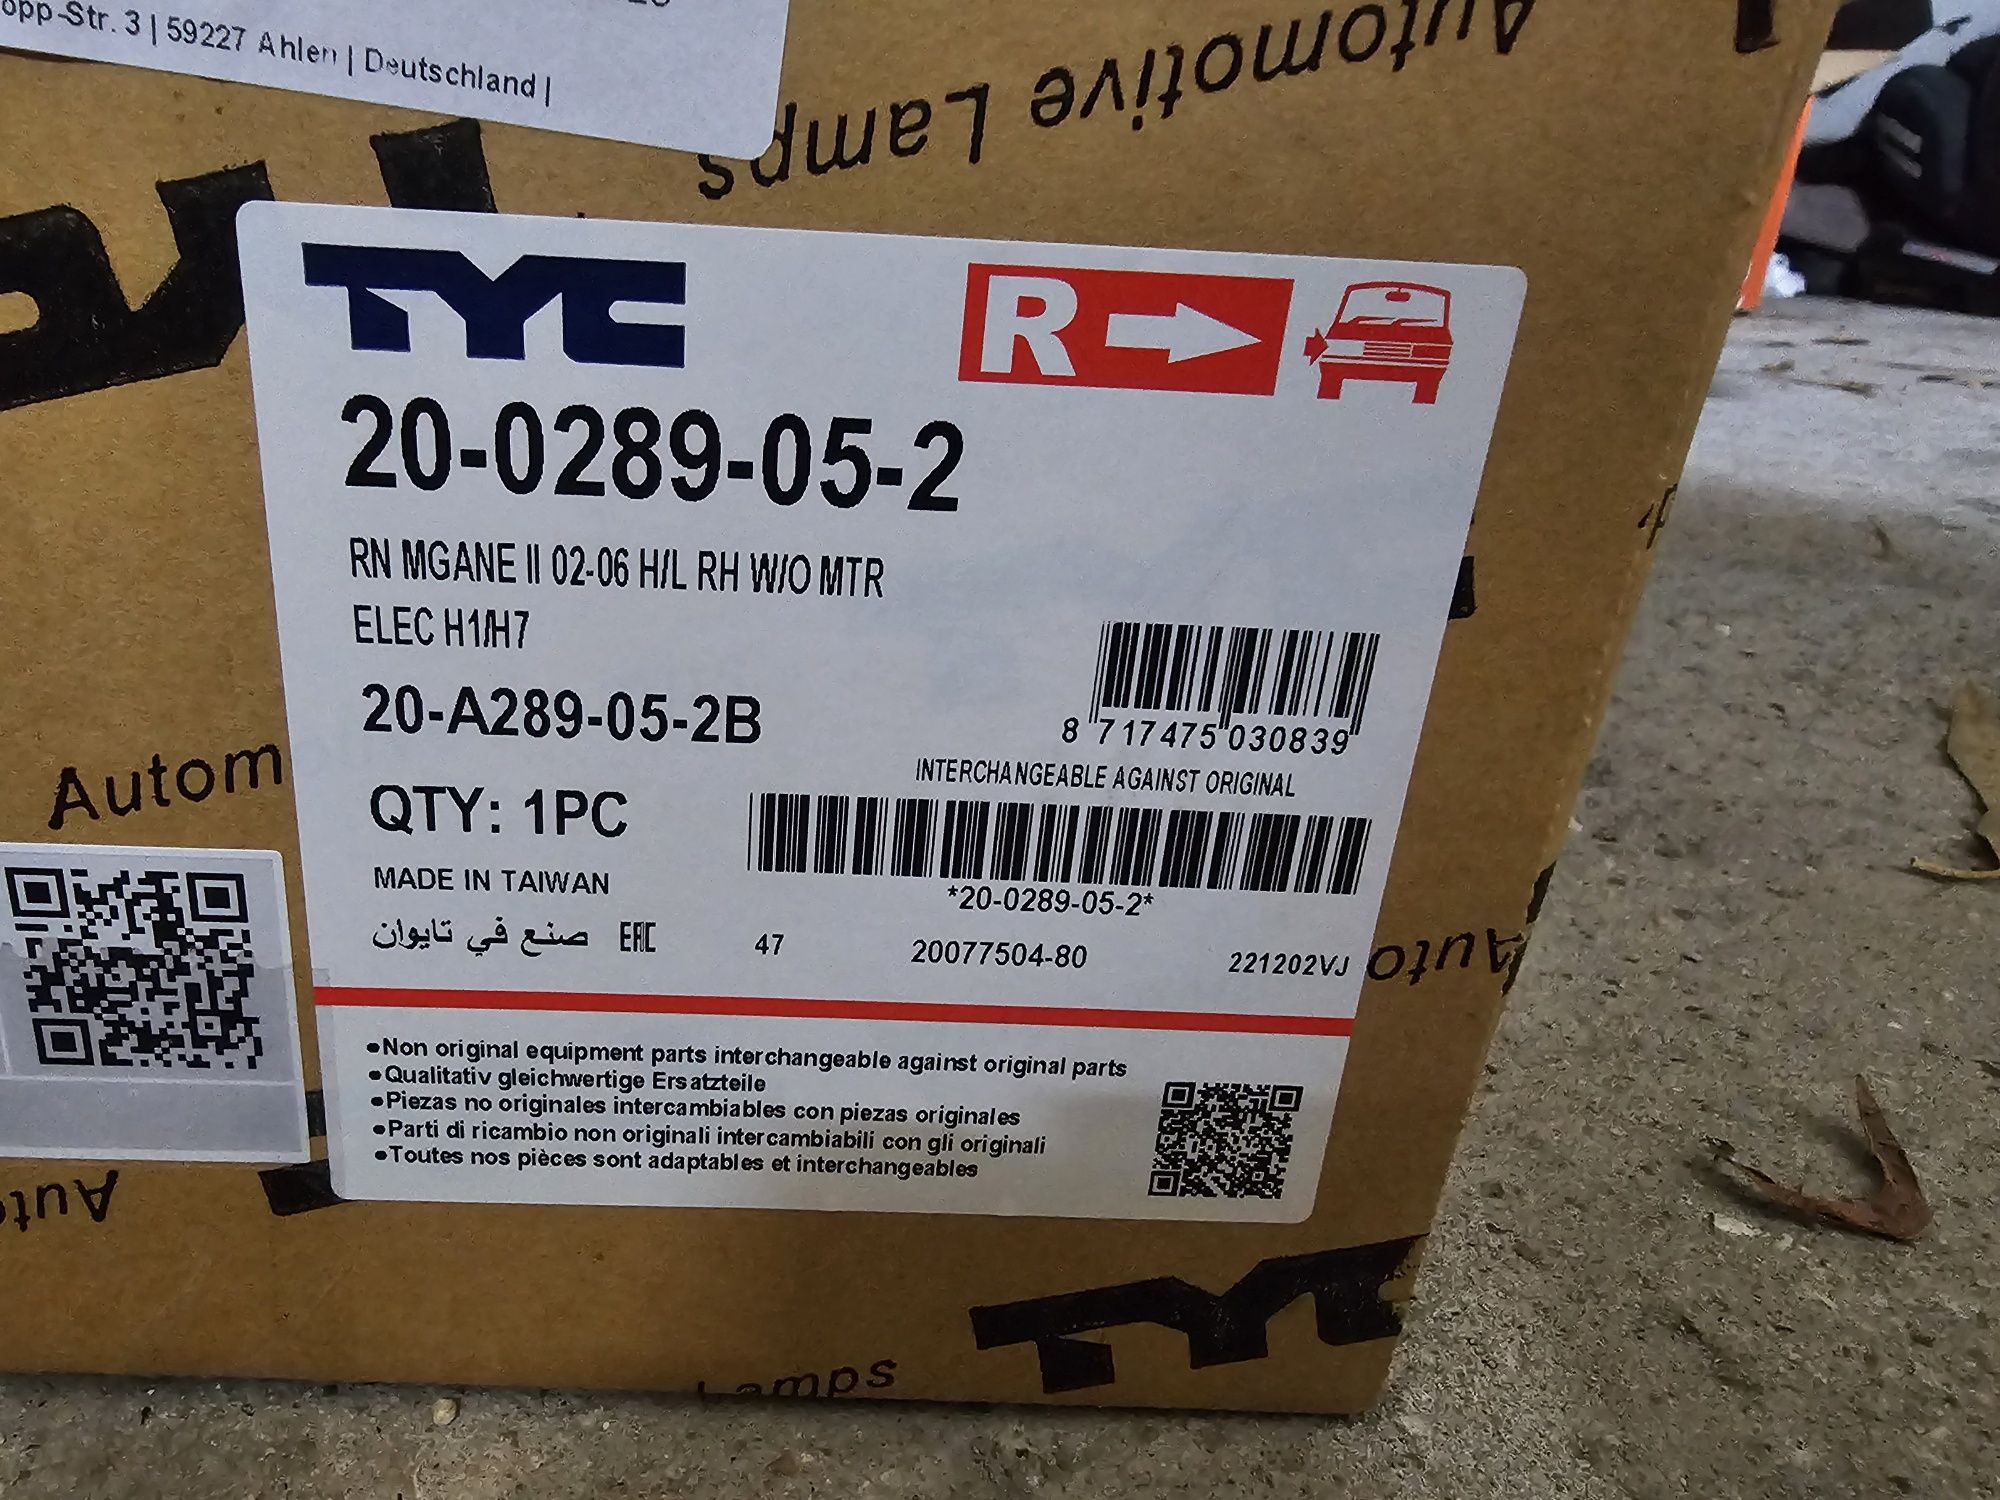 opp-Str. 3 | 59227 Ahlen | Deutschland |
Automotive Lamps
TYC
R
20-0289-05-2
RN MGANE II 02-06 H/L RH W/O MTR
ELEC H1/H7
20-A289-05-2B
8 717475 030839
INTERCHANGEABLE AGAINST ORIGINAL
QTY: 1PC
*20-0289-05-2*
MADE IN TAIWAN
صنع في تايوان EAC
47 20077504-80 221202VJ
•Non original equipment parts interchangeable against original parts
•Qualitativ gleichwertige Ersatzteile
•Piezas no originales intercambiables con piezas originales
•Parti di ricambio non originali intercambiabili con gli originali
•Toutes nos pièces sont adaptables et interchangeables
Autom
Auto
Auto
TYC
Lamps